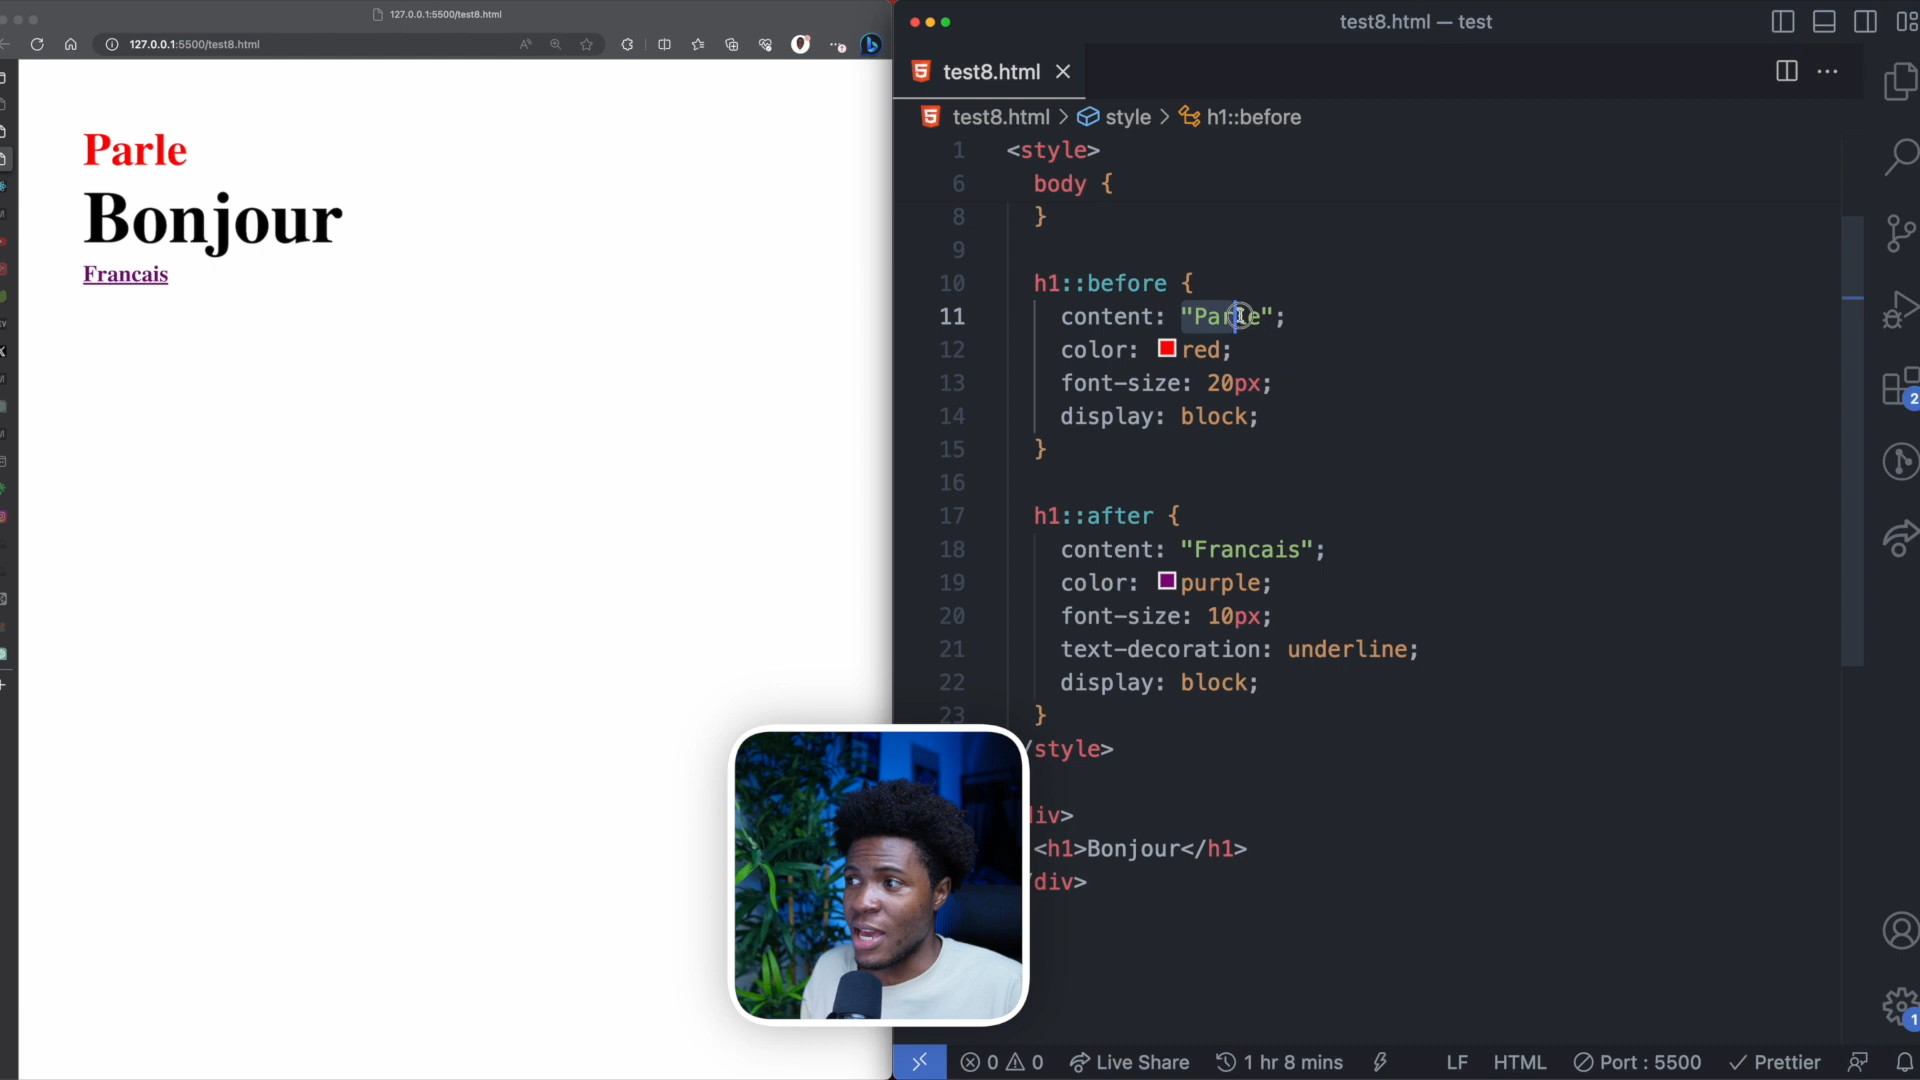 127.0.0.1:5500/test8.html
127.0.0.1:5500/test8.html
Parle
Bonjour
Francais
test8.html — test
test8.html
test8.html > style > h1::before
1 <style>
6 body {
8 }
9
10 h1::before {
11 content: "Parle";
12 color: red;
13 font-size: 20px;
14 display: block;
15 }
16
17 h1::after {
18 content: "Francais";
19 color: purple;
20 font-size: 10px;
21 text-decoration: underline;
22 display: block;
23 }
/style>
div>
<h1>Bonjour</h1>
/div>
2
1
0 0 Live Share 1 hr 8 mins LF HTML Port : 5500 Prettier